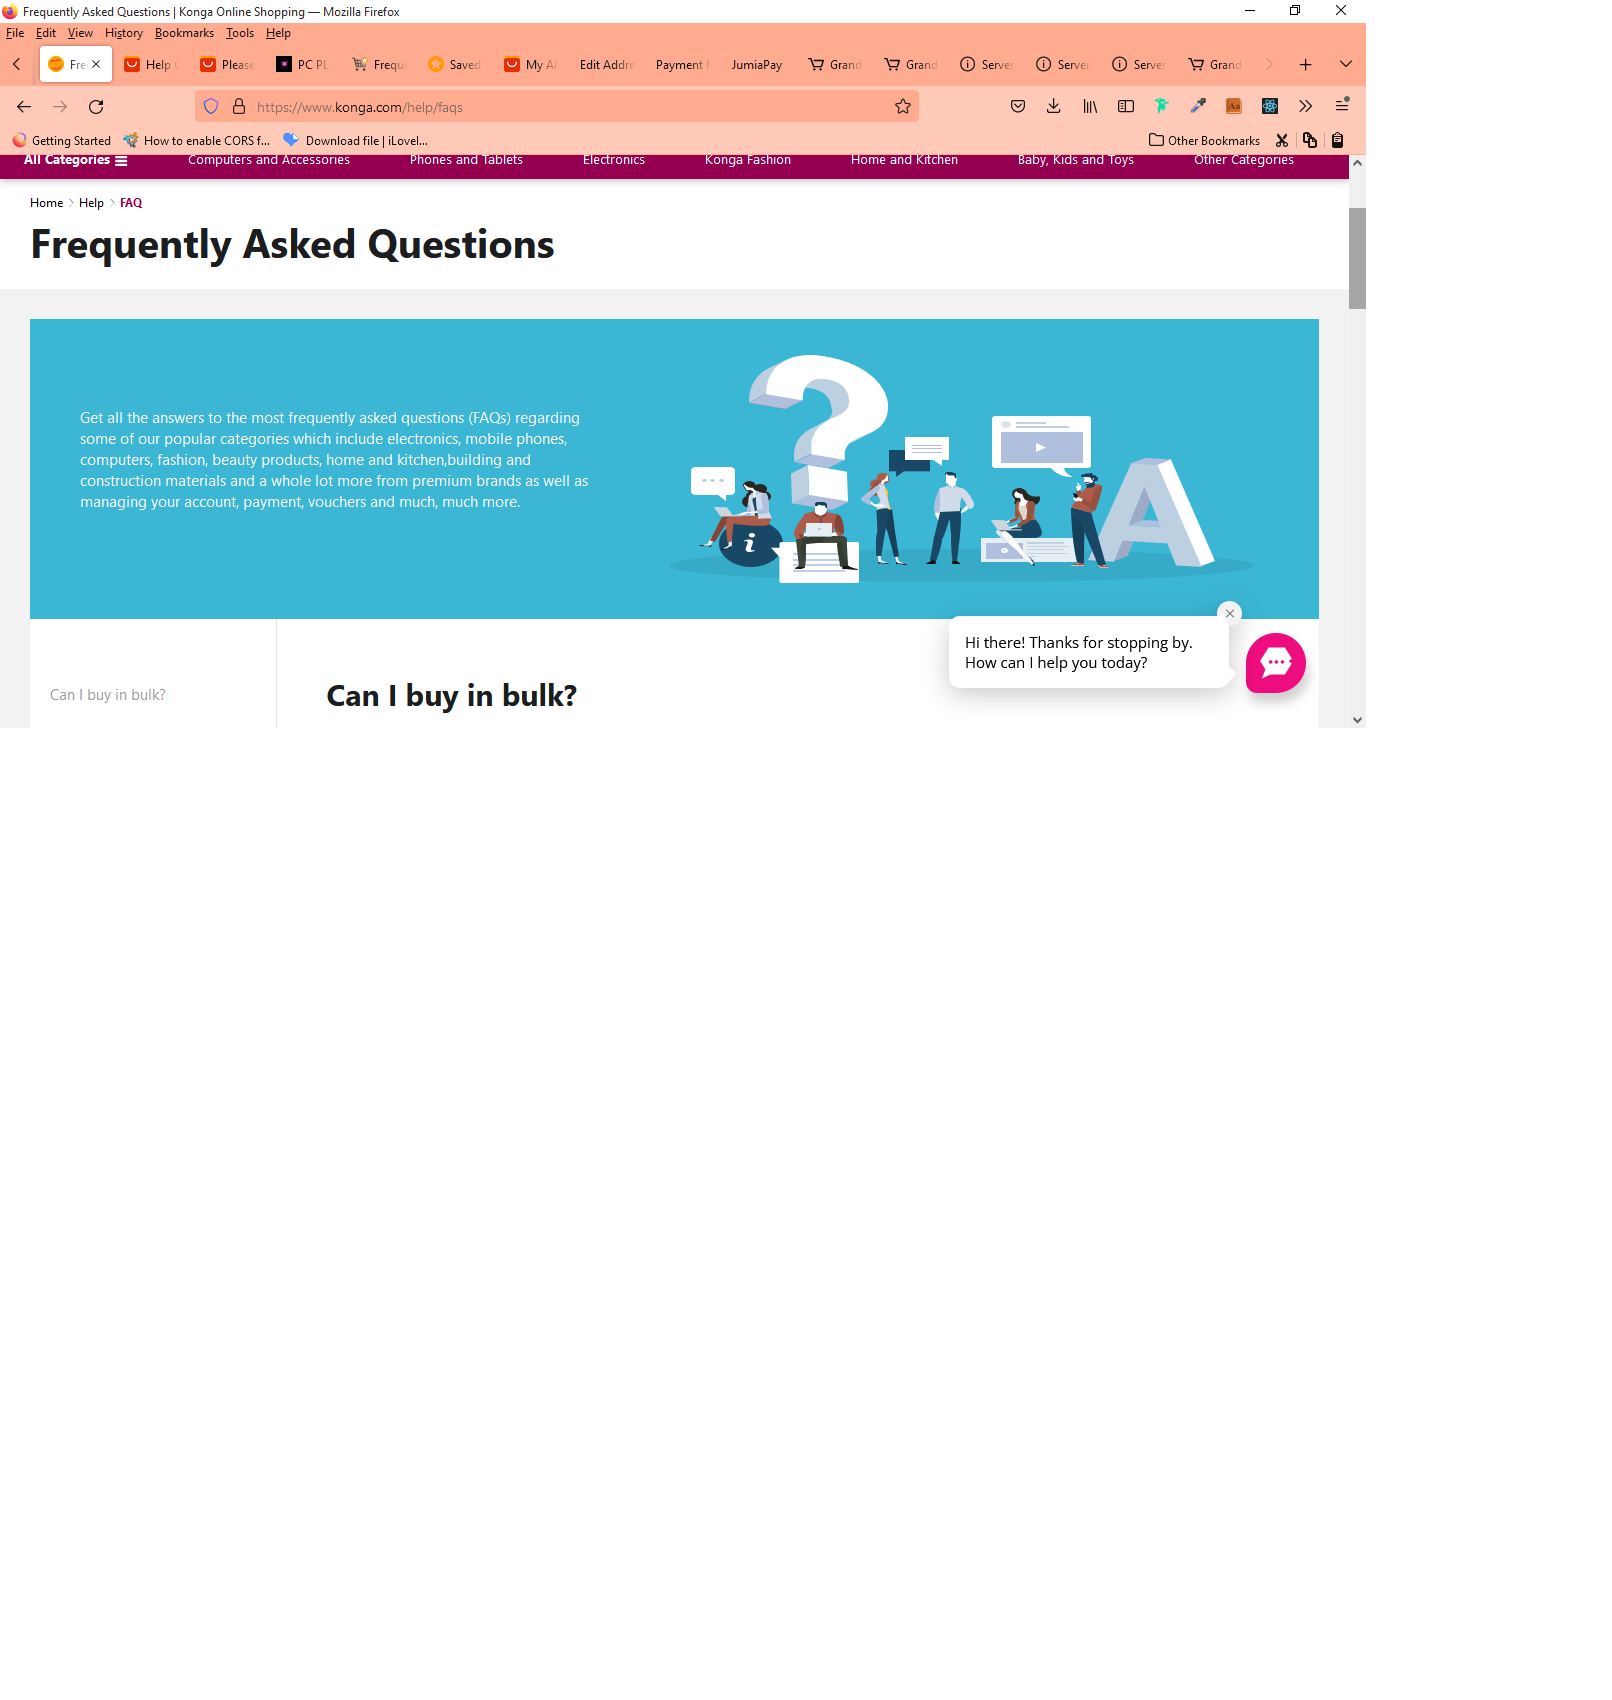 Frequently Asked Questions | Konga Online Shopping — Mozilla Firefox
File Edit View History Bookmarks Tools Help
Fre Help Please PC PL Frequ Saved My A Edit Addre Payment JumiaPay Grand Grand Server Server Server Grand
https://www.konga.com/help/faqs
Aa
Getting Started How to enable CORS f... Download file | iLovel... Other Bookmarks
All Categories Computers and Accessories Phones and Tablets Electronics Konga Fashion Home and Kitchen Baby, Kids and Toys Other Categories
Home > Help > FAQ
Frequently Asked Questions
Get all the answers to the most frequently asked questions (FAQs) regarding
some of our popular categories which include electronics, mobile phones,
computers, fashion, beauty products, home and kitchen,building and
construction materials and a whole lot more from premium brands as well as
managing your account, payment, vouchers and much, much more.
?
i
A
Hi there! Thanks for stopping by.
How can I help you today?
Can I buy in bulk?
Can I buy in bulk?